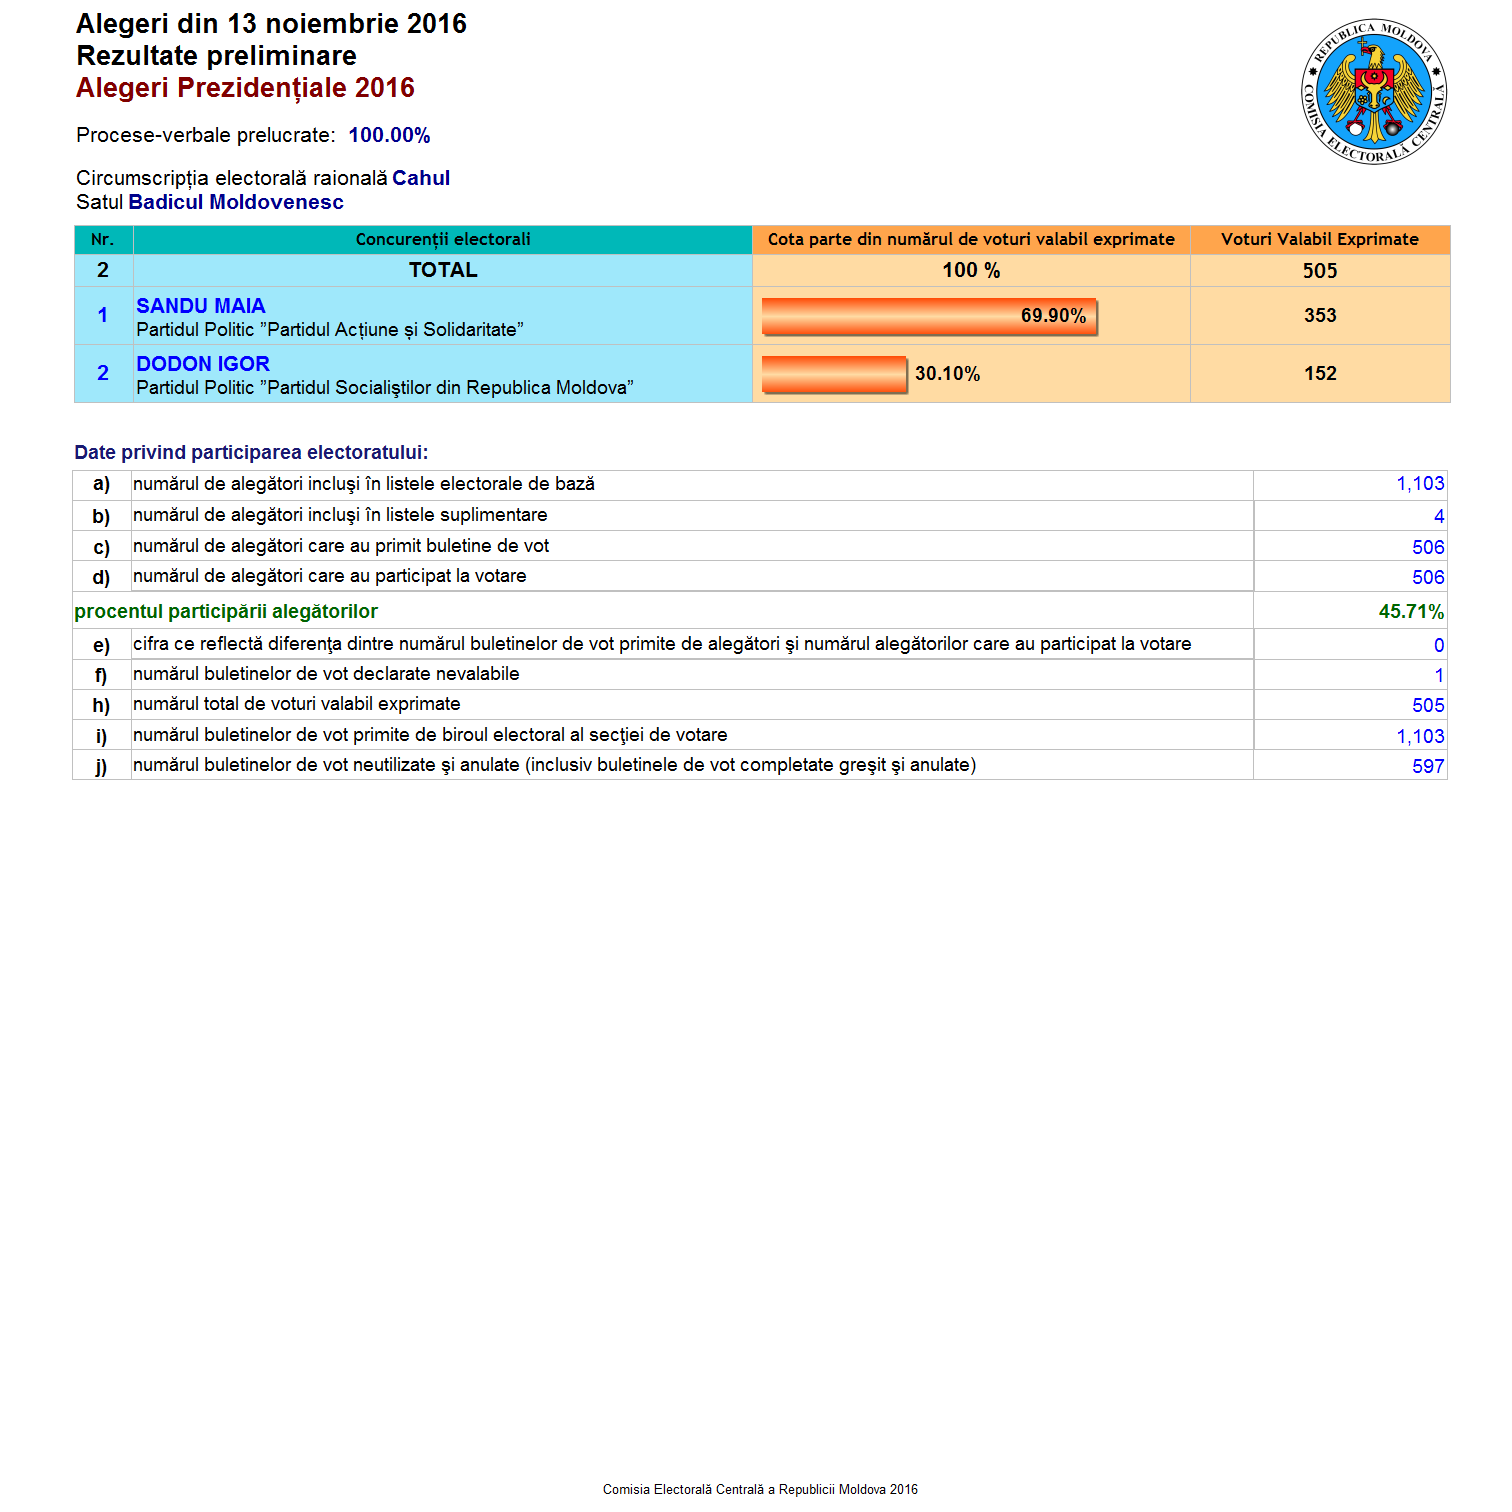 Alegeri din 13 noiembrie 2016
Rezultate preliminare
Alegeri Prezidențiale 2016
REPUBLICA MOLDOVA
COMISIA ELECTORALĂ CENTRALĂ
Procese-verbale prelucrate: 100.00%
Circumscripția electorală raională Cahul
Satul Badicul Moldovenesc
Nr. Concurenții electorali Cota parte din numărul de voturi valabil exprimate Voturi Valabil Exprimate
2 TOTAL 100 % 505
1 SANDU MAIA 69.90% 353
Partidul Politic ”Partidul Acțiune și Solidaritate”
2 DODON IGOR 30.10% 152
Partidul Politic ”Partidul Socialiştilor din Republica Moldova”
Date privind participarea electoratului:
a) numărul de alegători incluşi în listele electorale de bază 1,103
b) numărul de alegători incluşi în listele suplimentare 4
c) numărul de alegători care au primit buletine de vot 506
d) numărul de alegători care au participat la votare 506
procentul participării alegătorilor 45.71%
e) cifra ce reflectă diferenţa dintre numărul buletinelor de vot primite de alegători şi numărul alegătorilor care au participat la votare 0
f) numărul buletinelor de vot declarate nevalabile 1
h) numărul total de voturi valabil exprimate 505
i) numărul buletinelor de vot primite de biroul electoral al secţiei de votare 1,103
j) numărul buletinelor de vot neutilizate şi anulate (inclusiv buletinele de vot completate greşit şi anulate) 597
Comisia Electorală Centrală a Republicii Moldova 2016